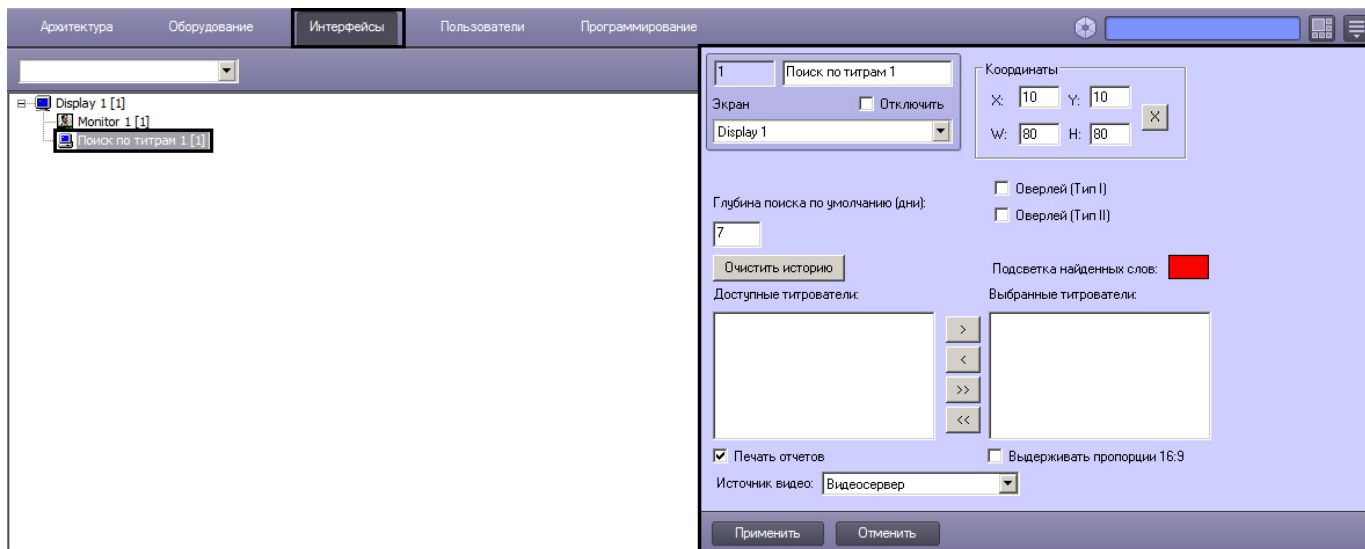 Архитектура Оборудование Интерфейсы Пользователи Программирование
Display 1 [1]
Monitor 1 [1]
Поиск по титрам 1 [1]
1 Поиск по титрам 1
Экран Отключить
Display 1
Координаты
X: 10 Y: 10
W: 80 H: 80
X
Оверлей (Тип I)
Оверлей (Тип II)
Глубина поиска по умолчанию (дни):
7
Очистить историю
Подсветка найденных слов:
Доступные титрователи:
Выбранные титрователи:
>
<
>>
<<
Печать отчетов
Выдерживать пропорции 16:9
Источник видео: Видеосервер
Применить Отменить